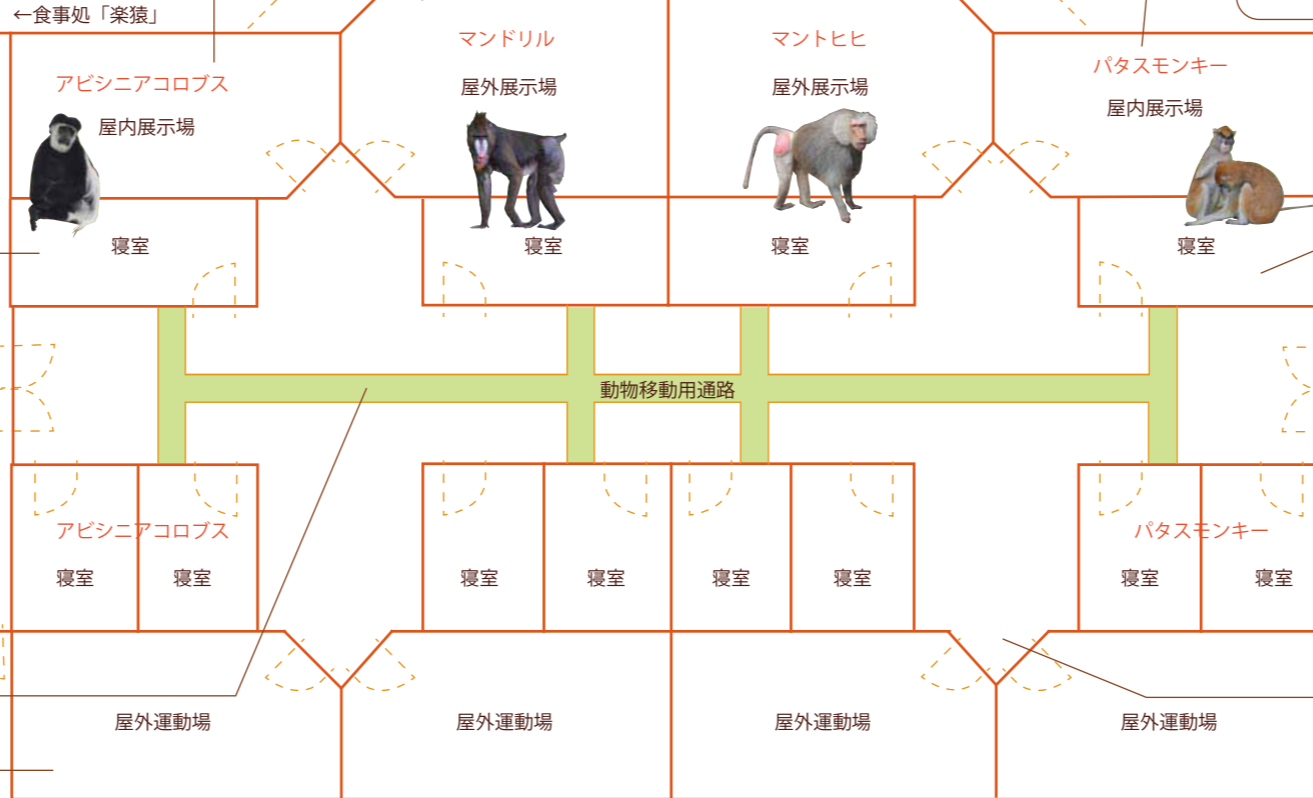 ←食事処「楽猿」
マンドリル
マントヒヒ
パタスモンキー
アビシニアコロブス
屋外展示場
屋外展示場
屋内展示場
屋内展示場
寝室
寝室
寝室
寝室
動物移動用通路
アビシニアコロブス
パタスモンキー
寝室
寝室
寝室
寝室
寝室
寝室
寝室
寝室
屋外運動場
屋外運動場
屋外運動場
屋外運動場